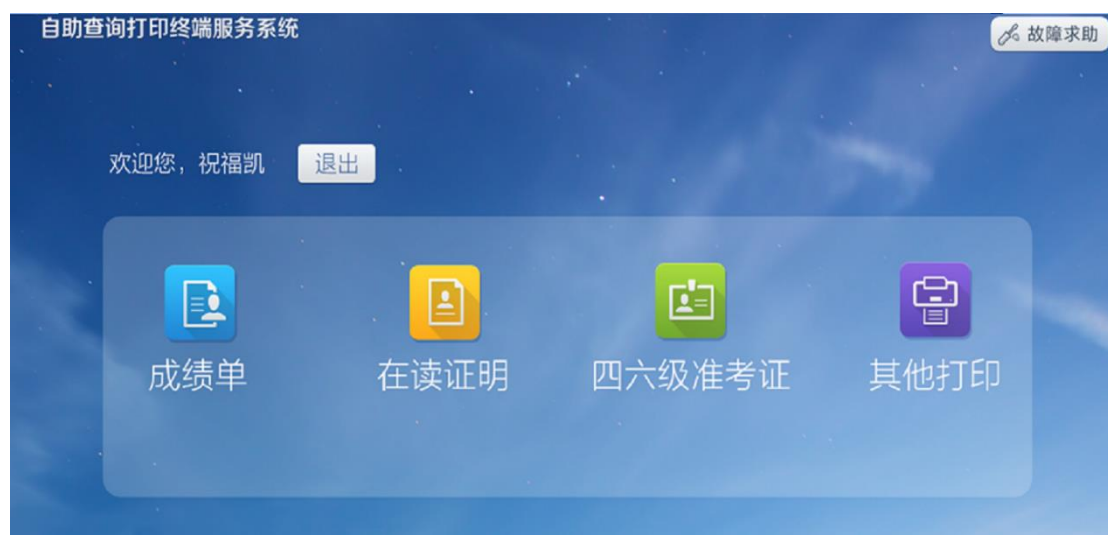 自助查询打印终端服务系统
故障求助
欢迎您，祝福凯
退出
成绩单
在读证明
四六级准考证
其他打印